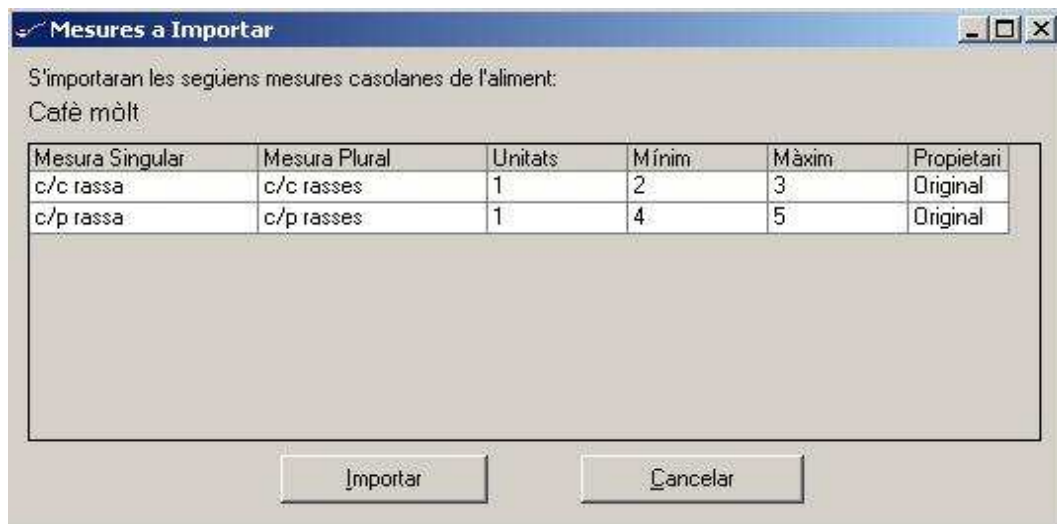 Mesures a Importar
S'importaran les següens mesures casolanes de l'aliment:
Cafè mòlt
Mesura Singular Mesura Plural Unitats Mínim Màxim Propietari
c/c rassa c/c rasses 1 2 3 Original
c/p rassa c/p rasses 1 4 5 Original
Importar Cancelar